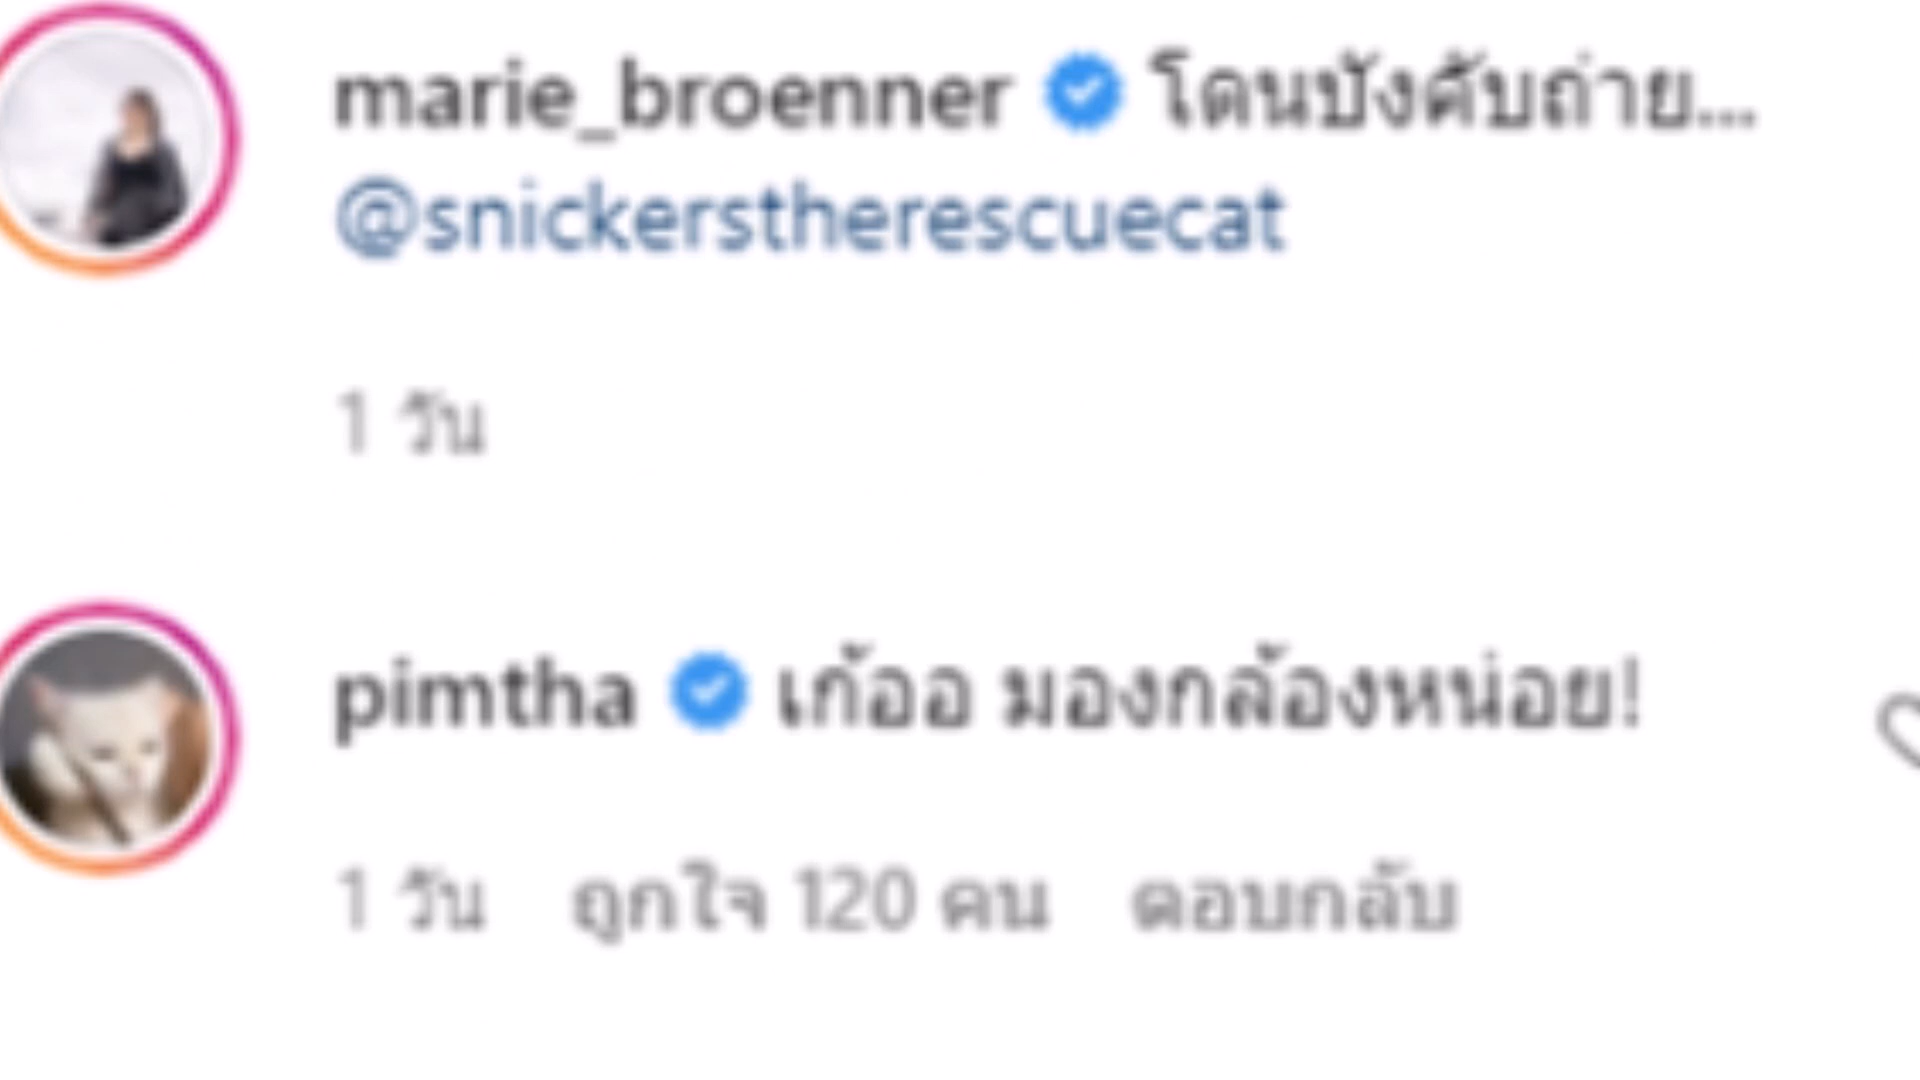 marie_broenner โดนบังคับถ่าย...
@snickerstherescuecat
1 วัน
pimtha เก้ออ มองกล้องหน่อย!
1 วัน ถูกใจ 120 คน ตอบกลับ